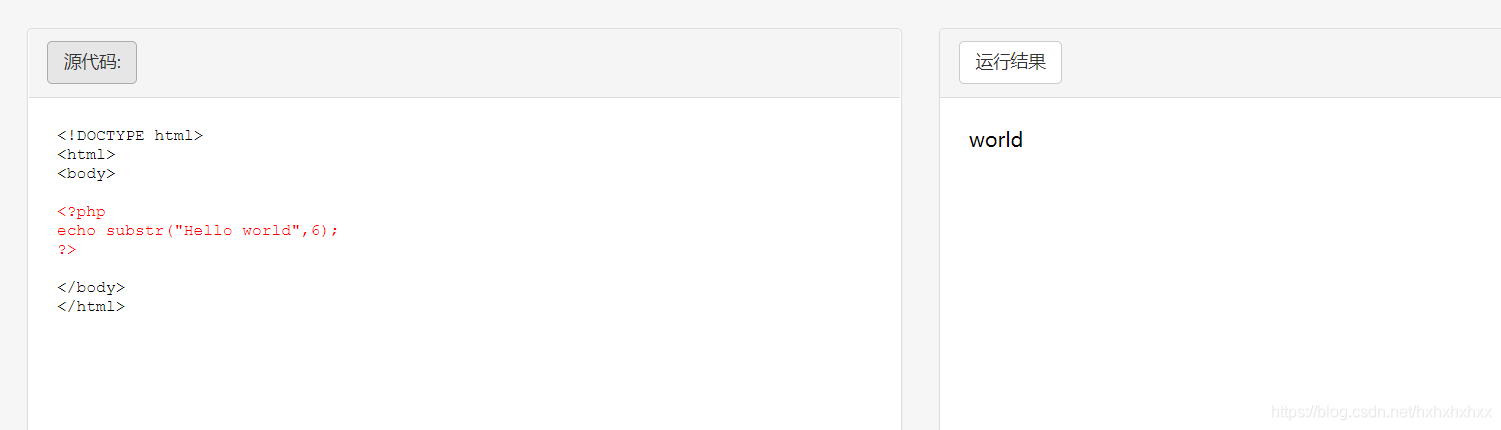 源代码:
<!DOCTYPE html>
<html>
<body>
<?php
echo substr("Hello world",6);
?>
</body>
</html>
运行结果
world
https://blog.csdn.net/hxhxhxhxx